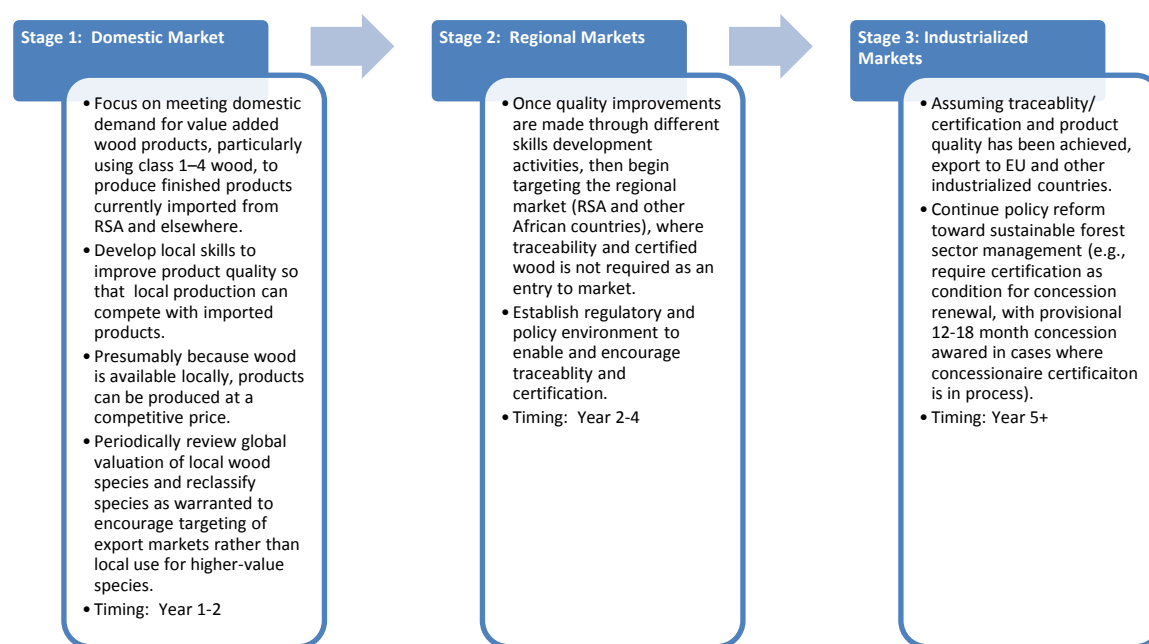 Stage 1:  Domestic Market
• Focus on meeting domestic
demand for value added
wood products, particularly
using class 1–4 wood, to
produce finished products
currently imported from
RSA and elsewhere.
• Develop local skills to
improve product quality so
that  local production can
compete with imported
products.
• Presumably because wood
is available locally, products
can be produced at a
competitive price.
• Periodically review global
valuation of local wood
species and reclassify
species as warranted to
encourage targeting of
export markets rather than
local use for higher-value
species.
• Timing:  Year 1-2
Stage 2:  Regional Markets
• Once quality improvements
are made through different
skills development
activities, then begin
targeting the regional
market (RSA and other
African countries), where
traceability and certified
wood is not required as an
entry to market.
• Establish regulatory and
policy environment to
enable and encourage
traceablity and
certification.
• Timing:  Year 2-4
Stage 3: Industrialized
Markets
• Assuming traceablity/
certification and product
quality has been achieved,
export to EU and other
industrialized countries.
• Continue policy reform
toward sustainable forest
sector management (e.g.,
require certification as
condition for concession
renewal, with provisional
12-18 month concession
awared in cases where
concessionaire certificaiton
is in process).
• Timing: Year 5+